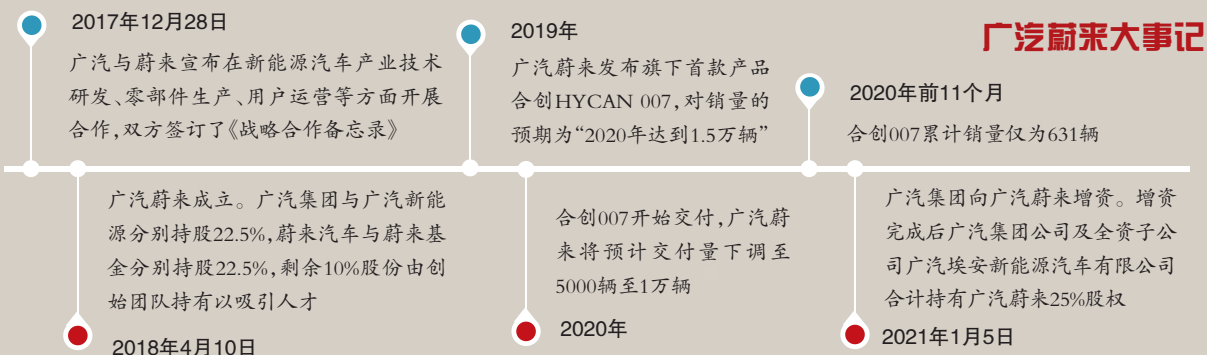 广汽蔚来大事记
2017年12月28日
广汽与蔚来宣布在新能源汽车产业技术
研发、零部件生产、用户运营等方面开展
合作,双方签订了《战略合作备忘录》
广汽蔚来成立。广汽集团与广汽新能
源分别持股22.5%,蔚来汽车与蔚来基
金分别持股22.5%,剩余10%股份由创
始团队持有以吸引人才
2018年4月10日
2019年
广汽蔚来发布旗下首款产品
合创HYCAN 007,对销量的
预期为“2020年达到1.5万辆”
合创007开始交付,广汽蔚
来将预计交付量下调至
5000辆至1万辆
2020年
2020年前11个月
合创007累计销量仅为631辆
广汽集团向广汽蔚来增资。增资
完成后广汽集团公司及全资子公
司广汽埃安新能源汽车有限公司
合计持有广汽蔚来25%股权
2021年1月5日